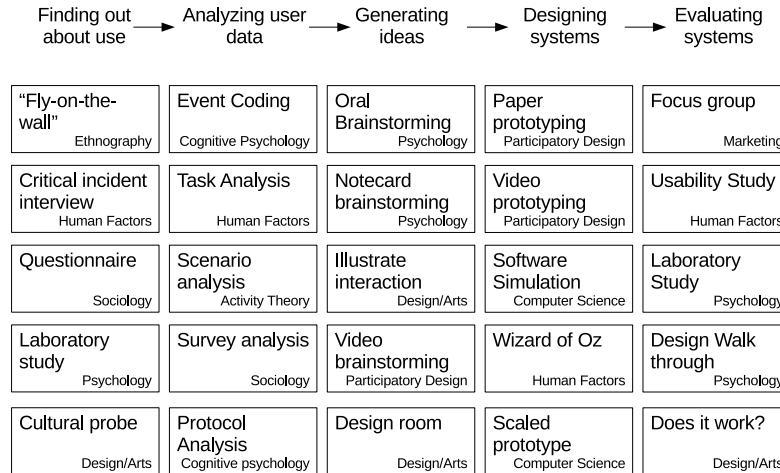 Finding out
about use
Analyzing user
data
Generating
ideas
Designing
systems
Evaluating
systems
“Fly-on-the-
wall”
Ethnography
Event Coding
Cognitive Psychology
Oral
Brainstorming
Psychology
Paper
prototyping
Participatory Design
Focus group
Marketing
Critical incident
interview
Human Factors
Task Analysis
Human Factors
Notecard
brainstorming
Psychology
Video
prototyping
Participatory Design
Usability Study
Human Factors
Questionnaire
Sociology
Scenario
analysis
Activity Theory
Illustrate
interaction
Design/Arts
Software
Simulation
Computer Science
Laboratory
Study
Psychology
Laboratory
study
Psychology
Survey analysis
Sociology
Video
brainstorming
Participatory Design
Wizard of Oz
Human Factors
Design Walk
through
Psychology
Cultural probe
Design/Arts
Protocol
Analysis
Cognitive psychology
Design room
Design/Arts
Scaled
prototype
Computer Science
Does it work?
Design/Arts